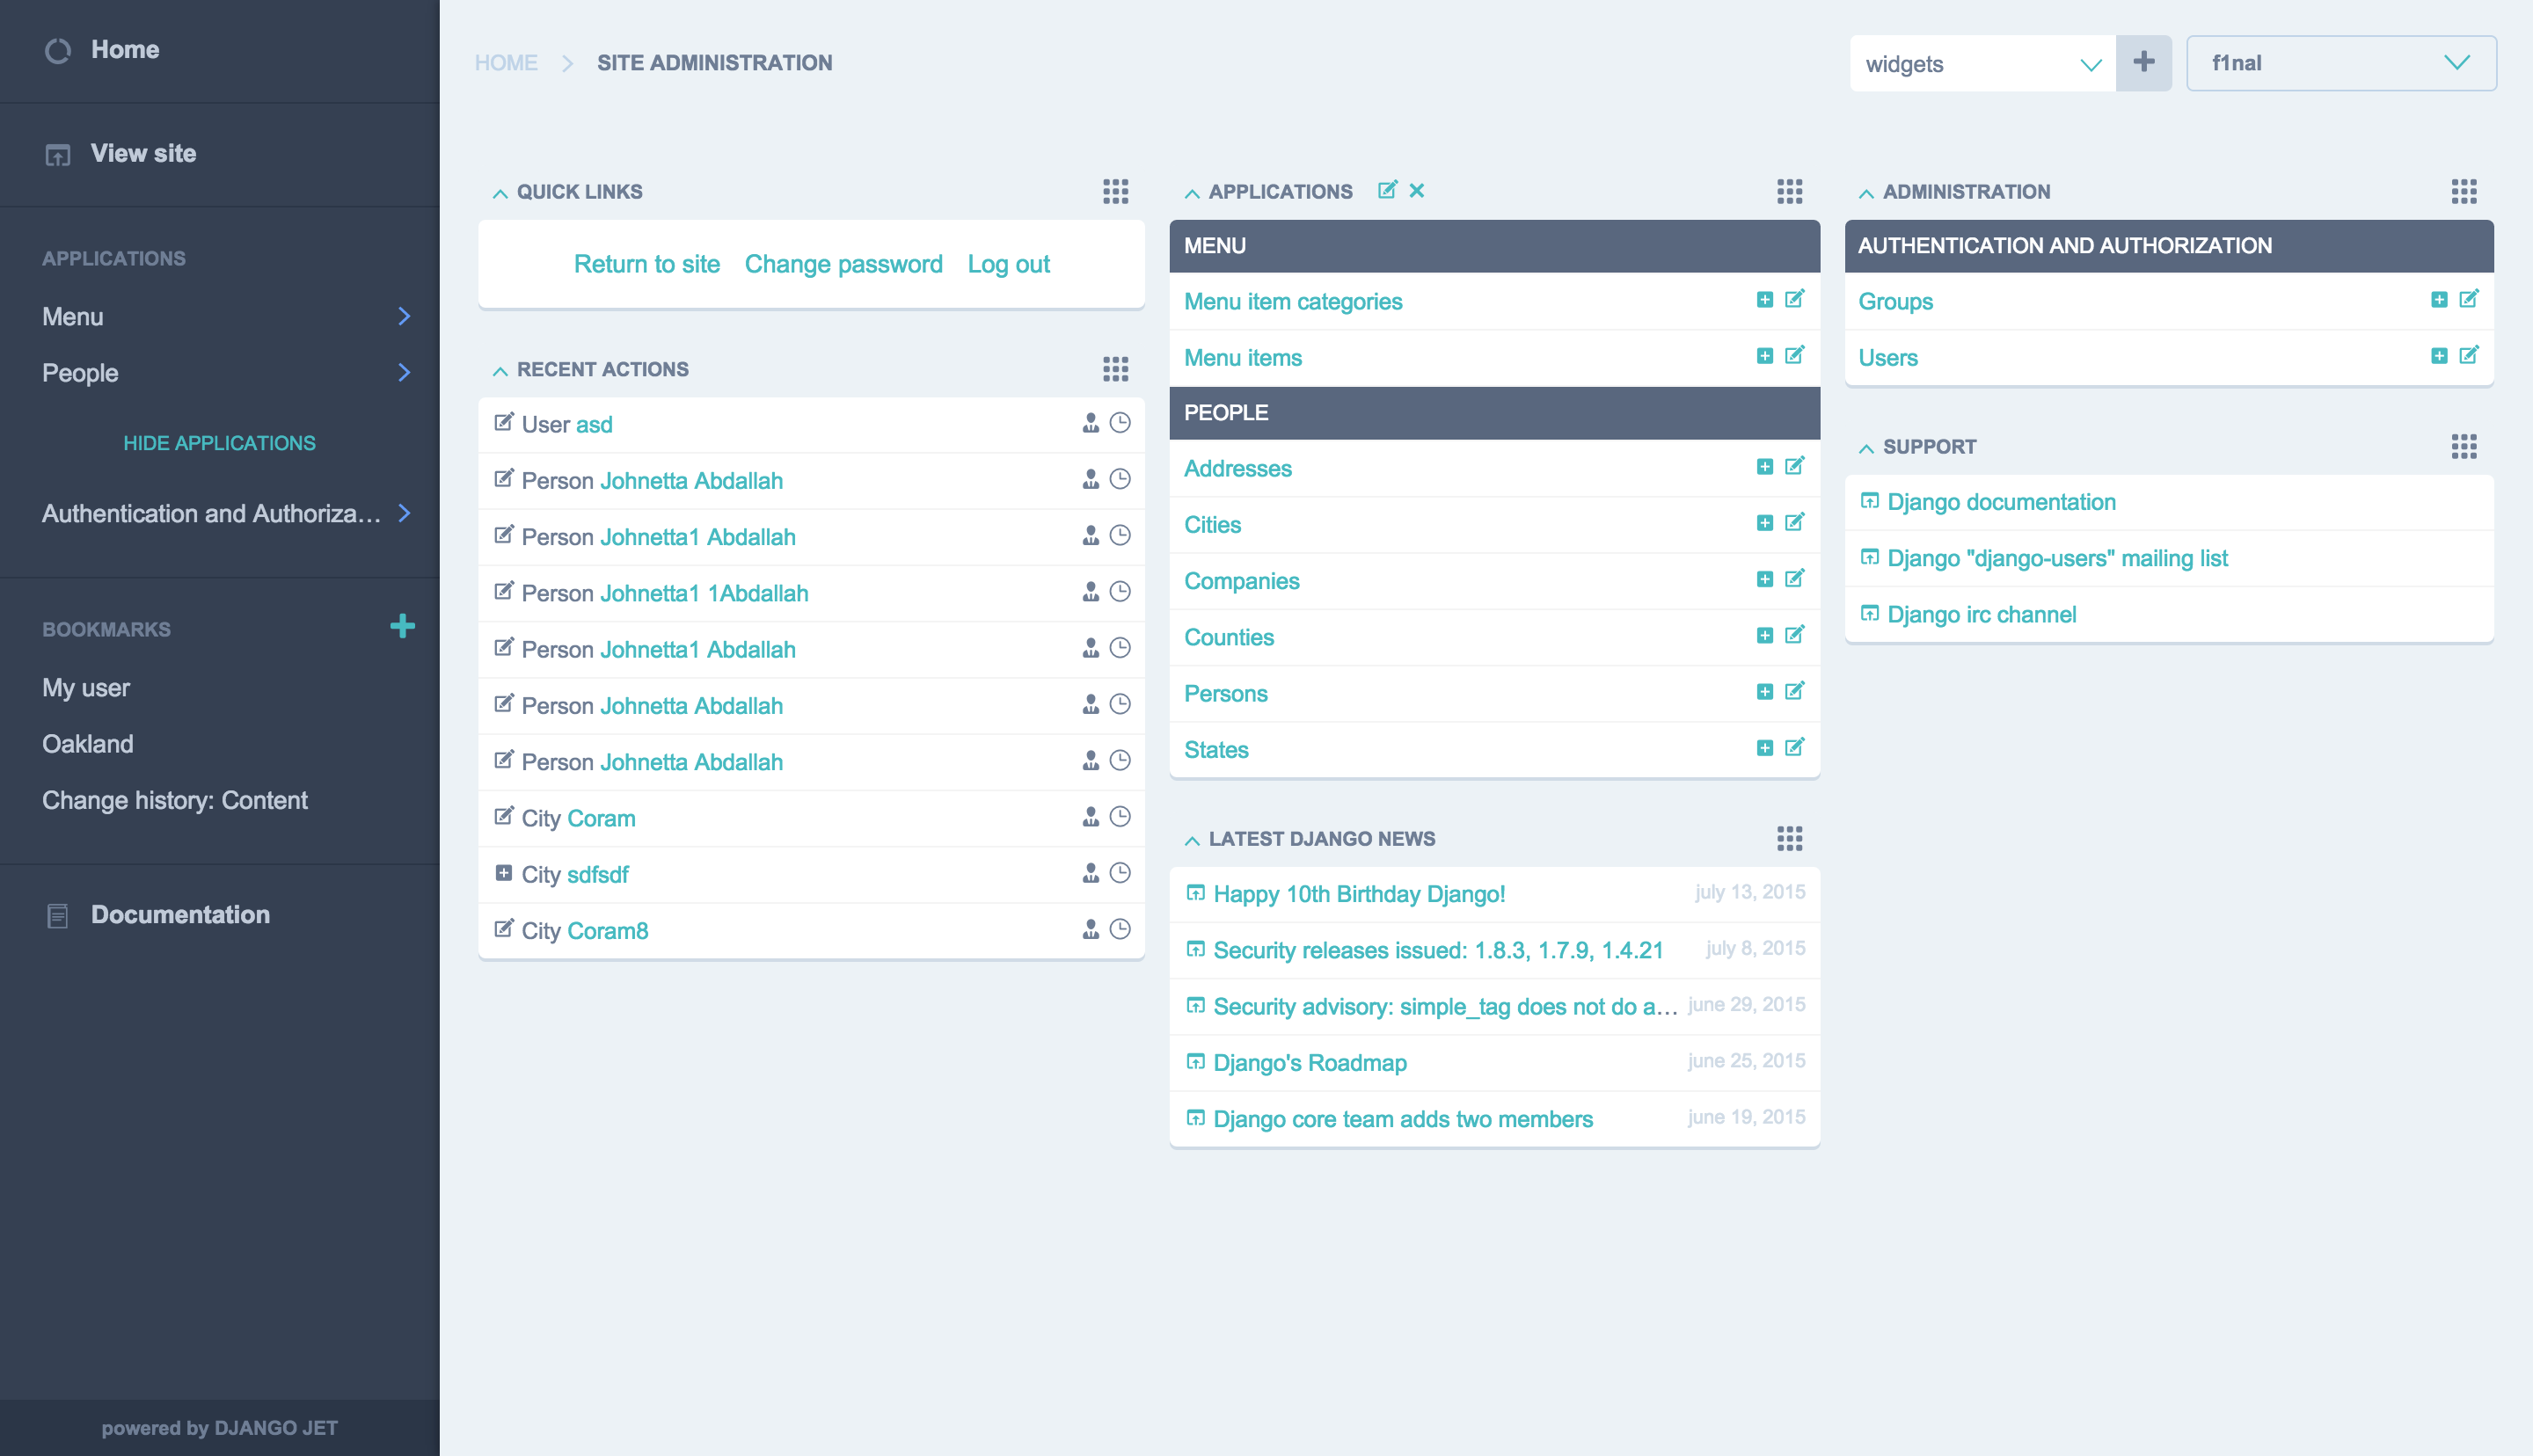 Home
View site
APPLICATIONS
Menu
People
HIDE APPLICATIONS
Authentication and Authoriza...
BOOKMARKS
My user
Oakland
Change history: Content
Documentation
powered by DJANGO JET
HOME SITE ADMINISTRATION
widgets
f1nal
QUICK LINKS
Return to site Change password Log out
RECENT ACTIONS
User asd
Person Johnetta Abdallah
Person Johnetta1 Abdallah
Person Johnetta1 1Abdallah
Person Johnetta1 Abdallah
Person Johnetta Abdallah
Person Johnetta Abdallah
City Coram
City sdfsdf
City Coram8
APPLICATIONS
MENU
Menu item categories
Menu items
PEOPLE
Addresses
Cities
Companies
Counties
Persons
States
LATEST DJANGO NEWS
Happy 10th Birthday Django! july 13, 2015
Security releases issued: 1.8.3, 1.7.9, 1.4.21 july 8, 2015
Security advisory: simple_tag does not do a... june 29, 2015
Django's Roadmap june 25, 2015
Django core team adds two members june 19, 2015
ADMINISTRATION
AUTHENTICATION AND AUTHORIZATION
Groups
Users
SUPPORT
Django documentation
Django "django-users" mailing list
Django irc channel